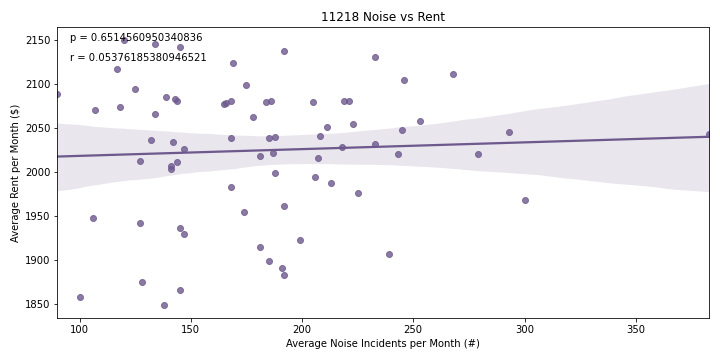 11218 Noise vs Rent
p = 0.6514560950340836
r = 0.05376185380946521
2150
2100
2050
2000
1950
1900
1850
Average Rent per Month ($)
100 150 200 250 300 350
Average Noise Incidents per Month (#)